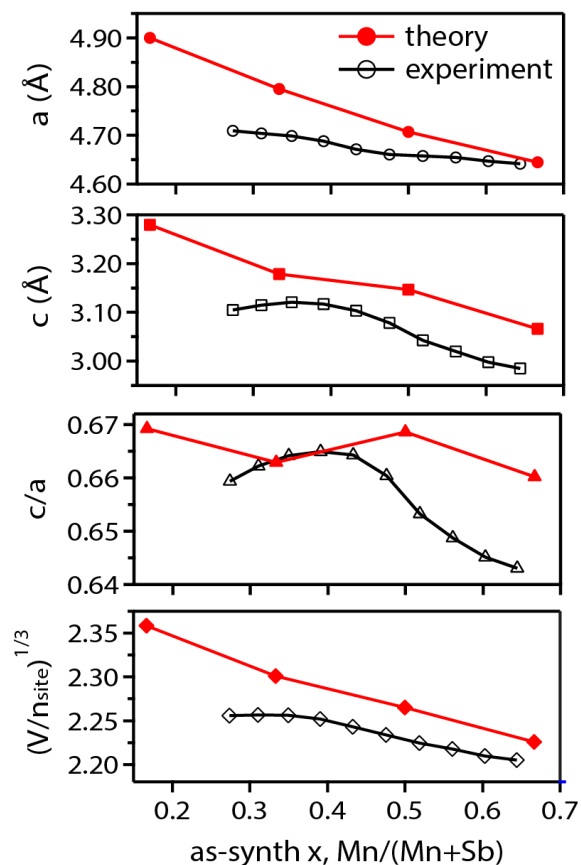 theory
experiment
a (Å)
4.90
4.80
4.70
4.60
c (Å)
3.30
3.20
3.10
3.00
c/a
0.67
0.66
0.65
0.64
(V/nsite)^1/3
2.35
2.30
2.25
2.20
0.2 0.3 0.4 0.5 0.6 0.7
as-synth x, Mn/(Mn+Sb)